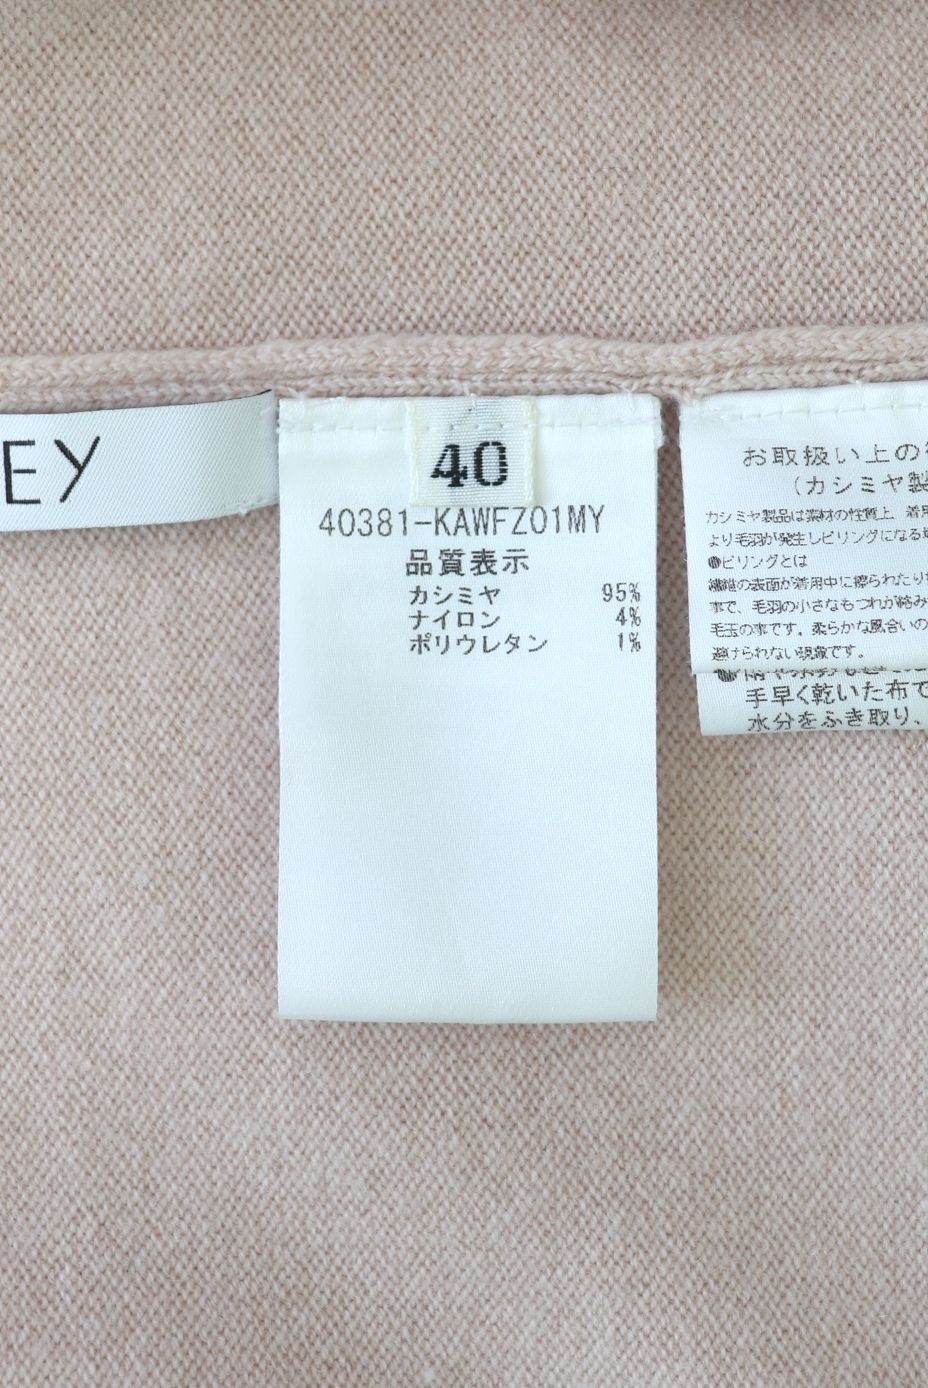 EY
40
40381-KAWFZ01MY
品質表示
カシミヤ 95%
ナイロン 4%
ポリウレタン 1%
お取扱い上の
(カシミヤ製
カシミヤ製品は素材の性質上、着用
より毛羽が発生しピリングになる
●ピリングとは
繊維の表面が着用中に擦られたり
事で、毛羽の小さなもつれが絡み
毛玉の事です。柔らかな風合いの
避けられない現象です。
手早く乾いた布で
水分をふき取り、